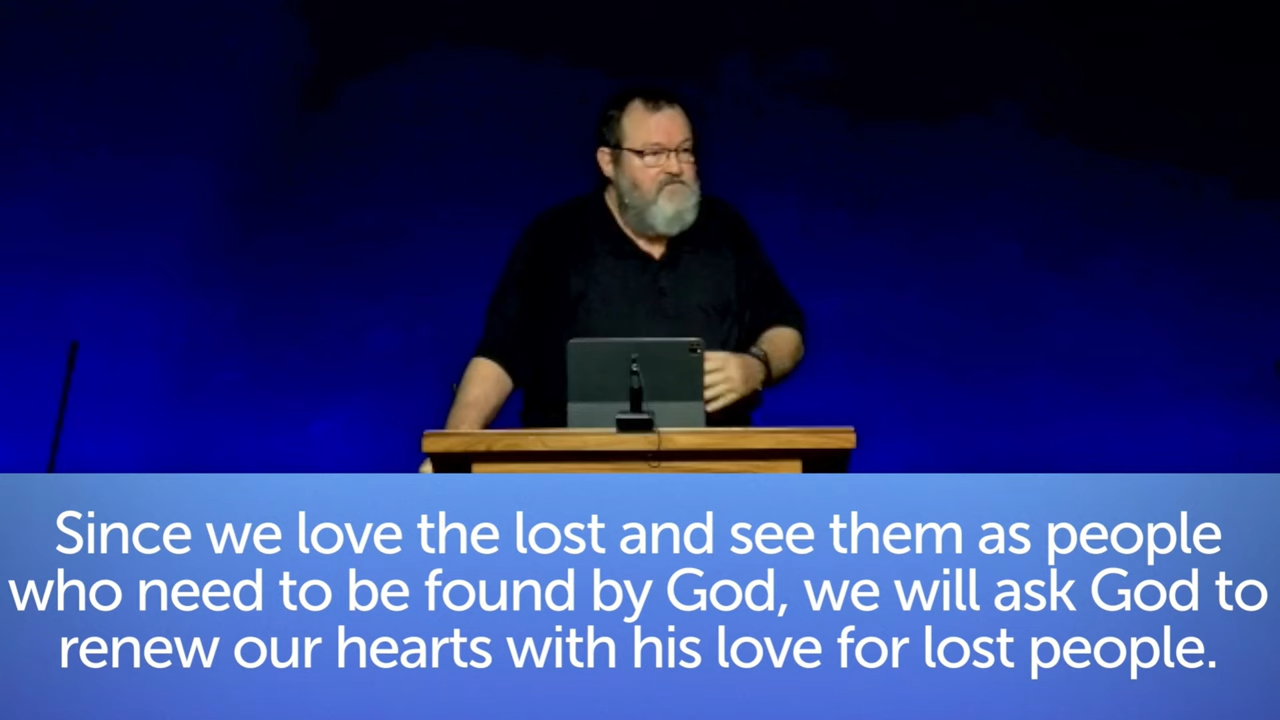 Since we love the lost and see them as people
who need to be found by God, we will ask God to
renew our hearts with his love for lost people.